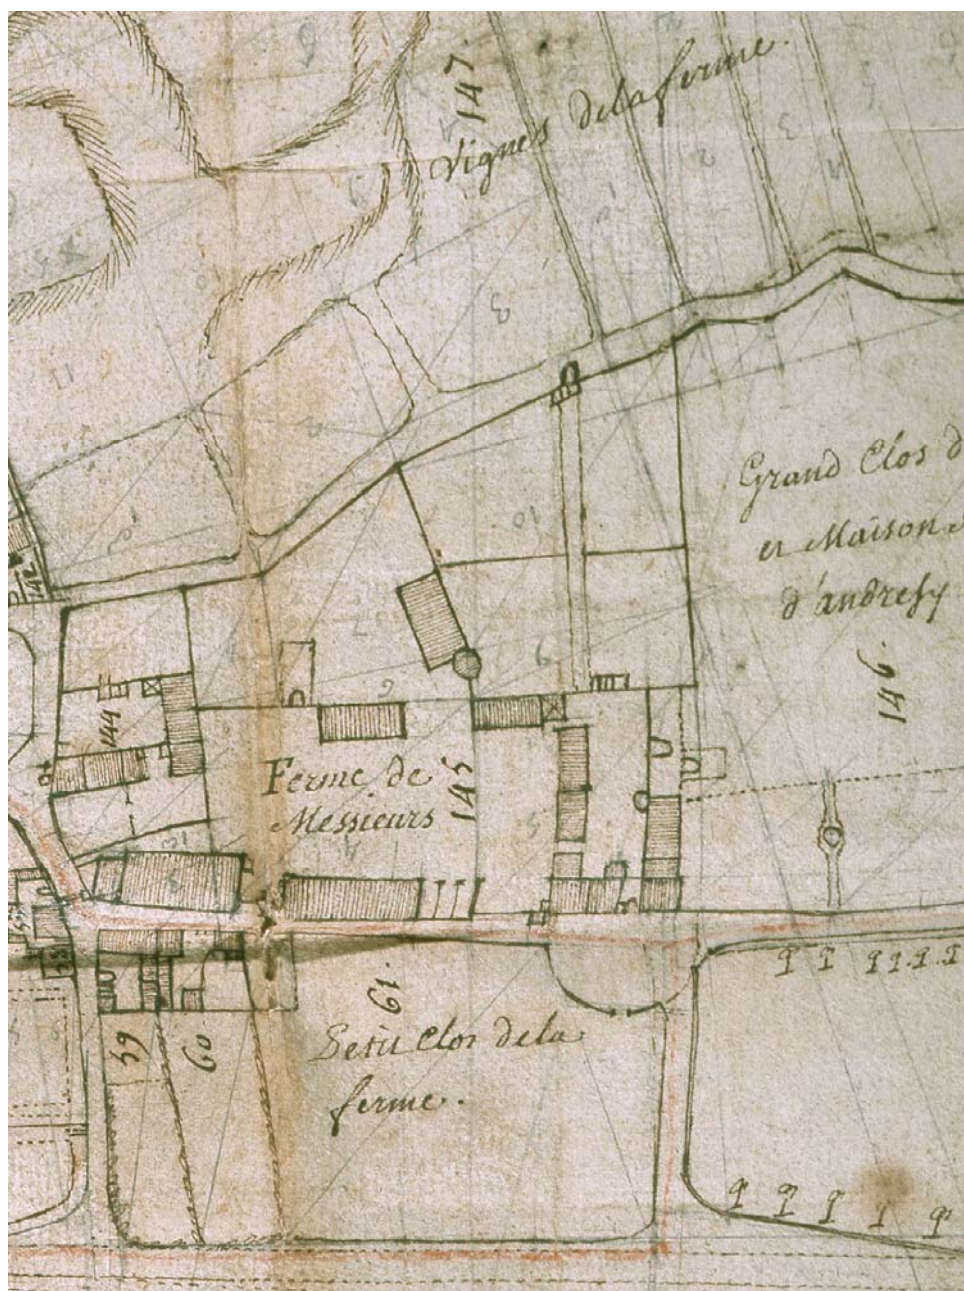 147
Vignes de la ferme.
Grand Clos d
et Maison
d'andresy
146.
142
144
Ferme de
Messieurs
145
61.
Petit Clos de la
ferme.
59
60